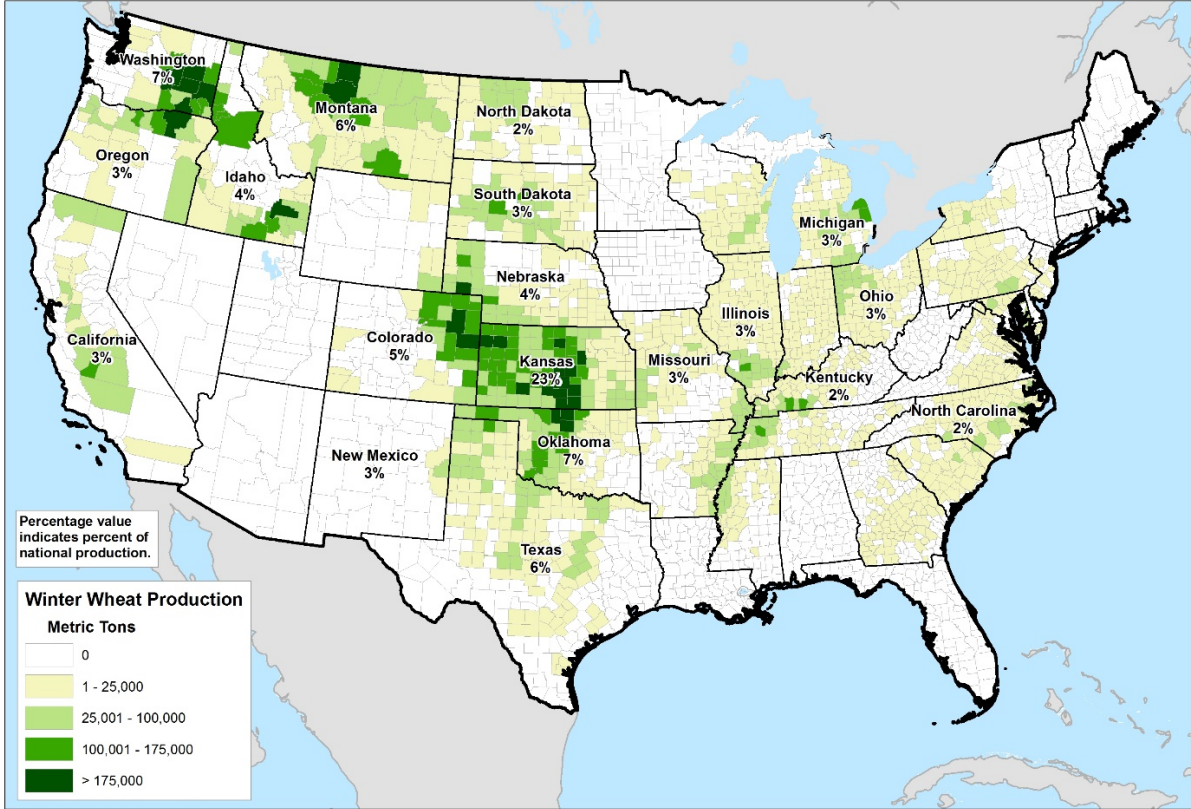 Washington
7%
Montana
6%
North Dakota
2%
Oregon
3%
Idaho
4%
South Dakota
3%
Michigan
3%
Nebraska
4%
Illinois
3%
Ohio
3%
California
3%
Colorado
5%
Kansas
23%
Missouri
3%
Kentucky
2%
North Carolina
2%
New Mexico
3%
Oklahoma
7%
Texas
6%
Percentage value
indicates percent of
national production.
Winter Wheat Production
Metric Tons
0
1 - 25,000
25,001 - 100,000
100,001 - 175,000
> 175,000